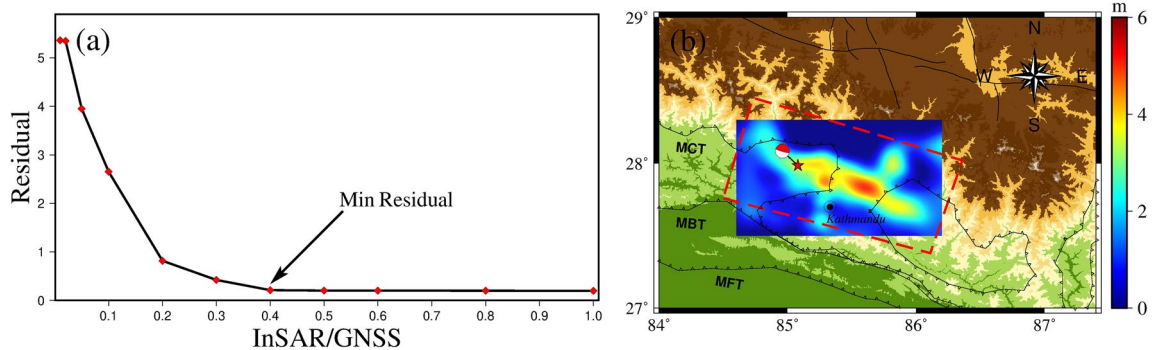 (a)
Residual
5
4
3
2
1
0
Min Residual
0.1 0.2 0.3 0.4 0.5 0.6 0.7 0.8 0.9 1.0
InSAR/GNSS
(b)
29°
28°
27°
84° 85° 86° 87°
N
W E
S
MCT
MBT
MFT
Kathmandu
m
6
4
2
0